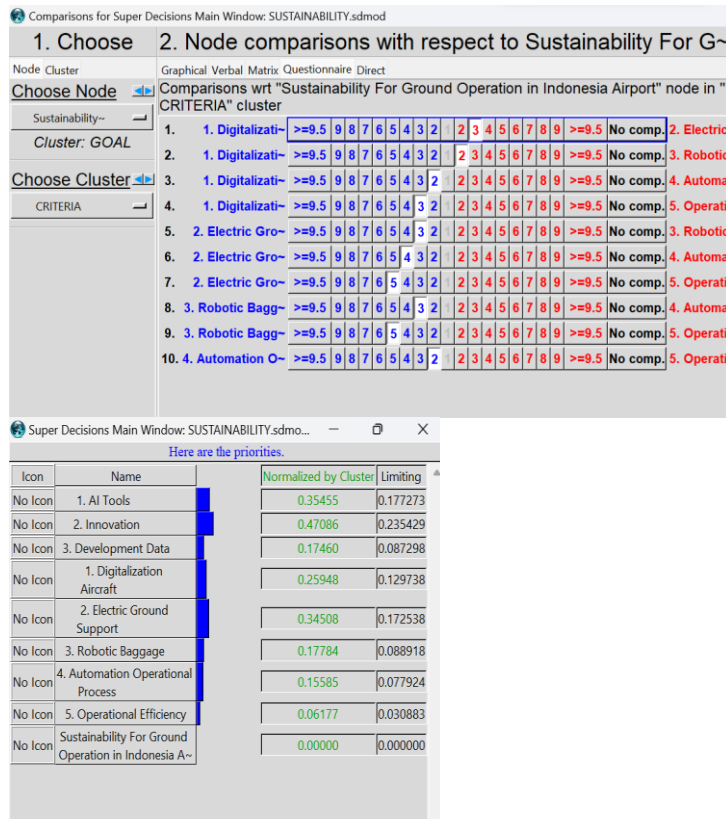 Comparisons for Super Decisions Main Window: SUSTAINABILITY.sdmod
1. Choose
2. Node comparisons with respect to Sustainability For G~
Node Cluster
Graphical Verbal Matrix Questionnaire Direct
Choose Node
Comparisons wrt "Sustainability For Ground Operation in Indonesia Airport" node in "
CRITERIA" cluster
Sustainability~
Cluster: GOAL
Choose Cluster
CRITERIA
1. 1. Digitalizati~ >=9.5 9 8 7 6 5 4 3 2 1 2 3 4 5 6 7 8 9 >=9.5 No comp. 2. Electric
2. 1. Digitalizati~ >=9.5 9 8 7 6 5 4 3 2 1 2 3 4 5 6 7 8 9 >=9.5 No comp. 3. Robotic
3. 1. Digitalizati~ >=9.5 9 8 7 6 5 4 3 2 1 2 3 4 5 6 7 8 9 >=9.5 No comp. 4. Automa
4. 1. Digitalizati~ >=9.5 9 8 7 6 5 4 3 2 1 2 3 4 5 6 7 8 9 >=9.5 No comp. 5. Operati
5. 2. Electric Gro~ >=9.5 9 8 7 6 5 4 3 2 1 2 3 4 5 6 7 8 9 >=9.5 No comp. 3. Robotic
6. 2. Electric Gro~ >=9.5 9 8 7 6 5 4 3 2 1 2 3 4 5 6 7 8 9 >=9.5 No comp. 4. Automa
7. 2. Electric Gro~ >=9.5 9 8 7 6 5 4 3 2 1 2 3 4 5 6 7 8 9 >=9.5 No comp. 5. Operati
8. 3. Robotic Bagg~ >=9.5 9 8 7 6 5 4 3 2 1 2 3 4 5 6 7 8 9 >=9.5 No comp. 4. Automa
9. 3. Robotic Bagg~ >=9.5 9 8 7 6 5 4 3 2 1 2 3 4 5 6 7 8 9 >=9.5 No comp. 5. Operati
10. 4. Automation O~ >=9.5 9 8 7 6 5 4 3 2 1 2 3 4 5 6 7 8 9 >=9.5 No comp. 5. Operati
Super Decisions Main Window: SUSTAINABILITY.sdmo...
Here are the priorities.
Icon Name Normalized by Cluster Limiting
No Icon 1. AI Tools 0.35455 0.177273
No Icon 2. Innovation 0.47086 0.235429
No Icon 3. Development Data 0.17460 0.087298
No Icon 1. Digitalization
Aircraft 0.25948 0.129738
No Icon 2. Electric Ground
Support 0.34508 0.172538
No Icon 3. Robotic Baggage 0.17784 0.088918
No Icon 4. Automation Operational
Process 0.15585 0.077924
No Icon 5. Operational Efficiency 0.06177 0.030883
No Icon Sustainability For Ground
Operation in Indonesia A~ 0.00000 0.000000